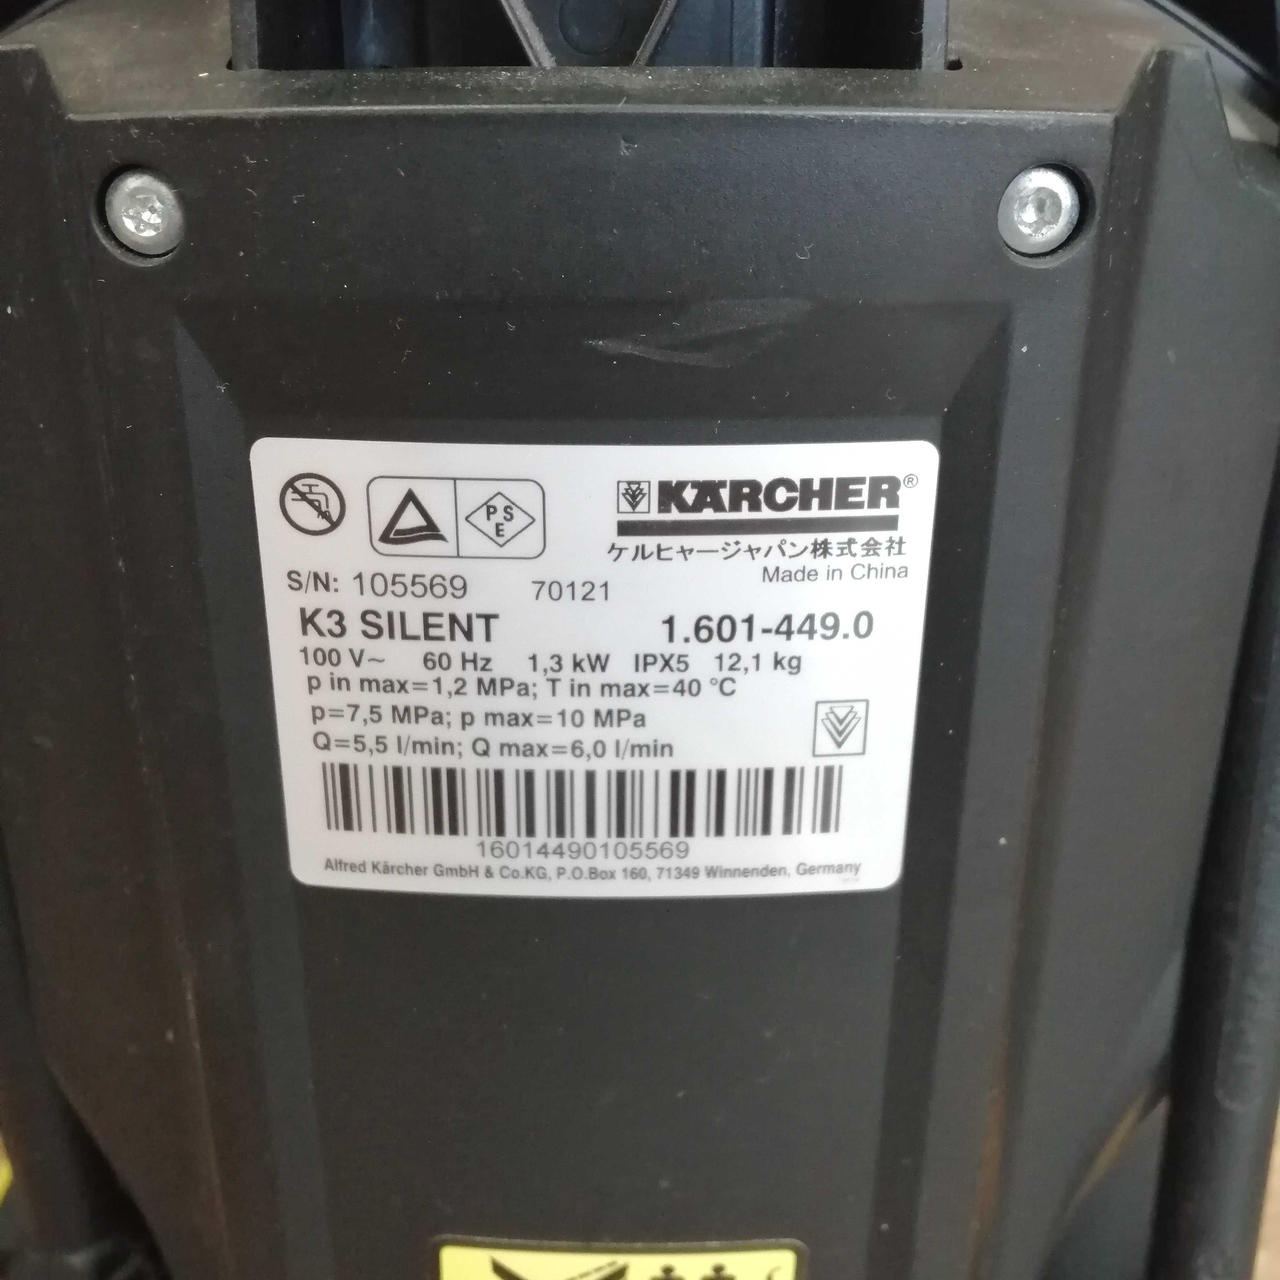 PSE
KÄRCHER®
ケルヒャージャパン株式会社
Made in China
S/N: 105569 70121
K3 SILENT 1.601-449.0
100 V~ 60 Hz 1,3 kW IPX5 12,1 kg
p in max=1,2 MPa; T in max=40 °C
p=7,5 MPa; p max=10 MPa
Q=5,5 l/min; Q max=6,0 l/min
16014490105569
Alfred Kärcher GmbH & Co.KG, P.O.Box 160, 71349 Winnenden, Germany